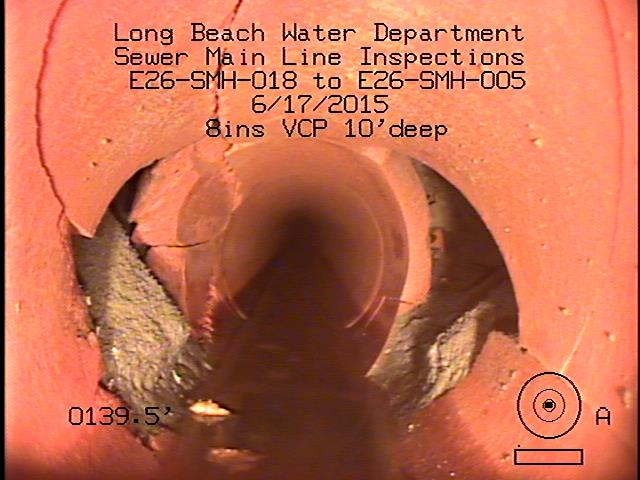 Long Beach Water Department
Sewer Main Line Inspections
E26-SMH-018 to E26-SMH-005
6/17/2015
8ins VCP 10'deep
0139.5'
A